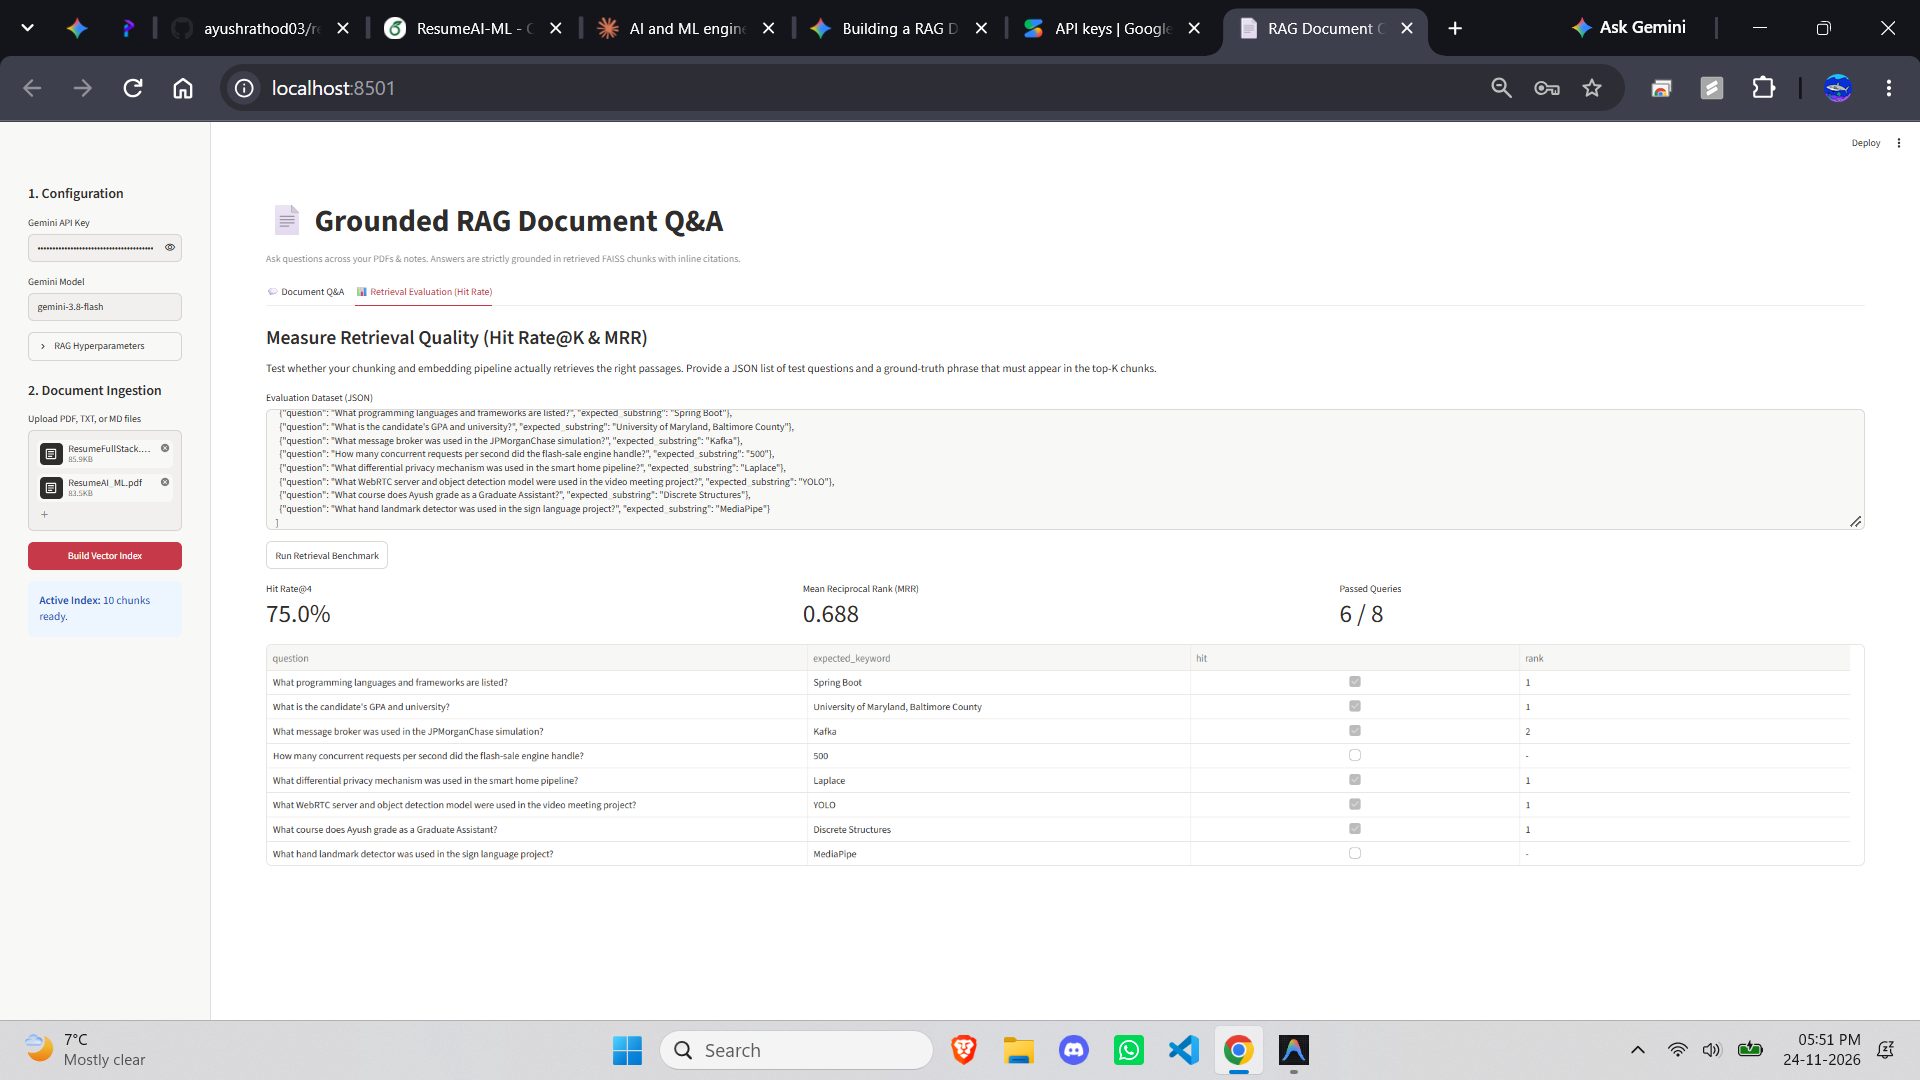 ayushrathod03/re
ResumeAI-ML - O
AI and ML engine
Building a RAG D
API keys | Google
RAG Document Q
Ask Gemini
localhost:8501
Deploy
1. Configuration
Gemini API Key
Gemini Model
gemini-3.8-flash
RAG Hyperparameters
2. Document Ingestion
Upload PDF, TXT, or MD files
ResumeFullStack....
85.9KB
ResumeAI_ML.pdf
83.5KB
+
Build Vector Index
Active Index: 10 chunks
ready.
Grounded RAG Document Q&A
Ask questions across your PDFs & notes. Answers are strictly grounded in retrieved FAISS chunks with inline citations.
Document Q&A Retrieval Evaluation (Hit Rate)
Measure Retrieval Quality (Hit Rate@K & MRR)
Test whether your chunking and embedding pipeline actually retrieves the right passages. Provide a JSON list of test questions and a ground-truth phrase that must appear in the top-K chunks.
Evaluation Dataset (JSON)
{"question": "What programming languages and frameworks are listed?", "expected_substring": "Spring Boot"},
{"question": "What is the candidate's GPA and university?", "expected_substring": "University of Maryland, Baltimore County"},
{"question": "What message broker was used in the JPMorganChase simulation?", "expected_substring": "Kafka"},
{"question": "How many concurrent requests per second did the flash-sale engine handle?", "expected_substring": "500"},
{"question": "What differential privacy mechanism was used in the smart home pipeline?", "expected_substring": "Laplace"},
{"question": "What WebRTC server and object detection model were used in the video meeting project?", "expected_substring": "YOLO"},
{"question": "What course does Ayush grade as a Graduate Assistant?", "expected_substring": "Discrete Structures"},
{"question": "What hand landmark detector was used in the sign language project?", "expected_substring": "MediaPipe"}
]
Run Retrieval Benchmark
Hit Rate@4 Mean Reciprocal Rank (MRR) Passed Queries
75.0% 0.688 6 / 8
question expected_keyword hit rank
What programming languages and frameworks are listed? Spring Boot 1
What is the candidate's GPA and university? University of Maryland, Baltimore County 1
What message broker was used in the JPMorganChase simulation? Kafka 2
How many concurrent requests per second did the flash-sale engine handle? 500 -
What differential privacy mechanism was used in the smart home pipeline? Laplace 1
What WebRTC server and object detection model were used in the video meeting project? YOLO 1
What course does Ayush grade as a Graduate Assistant? Discrete Structures 1
What hand landmark detector was used in the sign language project? MediaPipe -
7°C
Mostly clear
Search
05:51 PM
24-11-2026